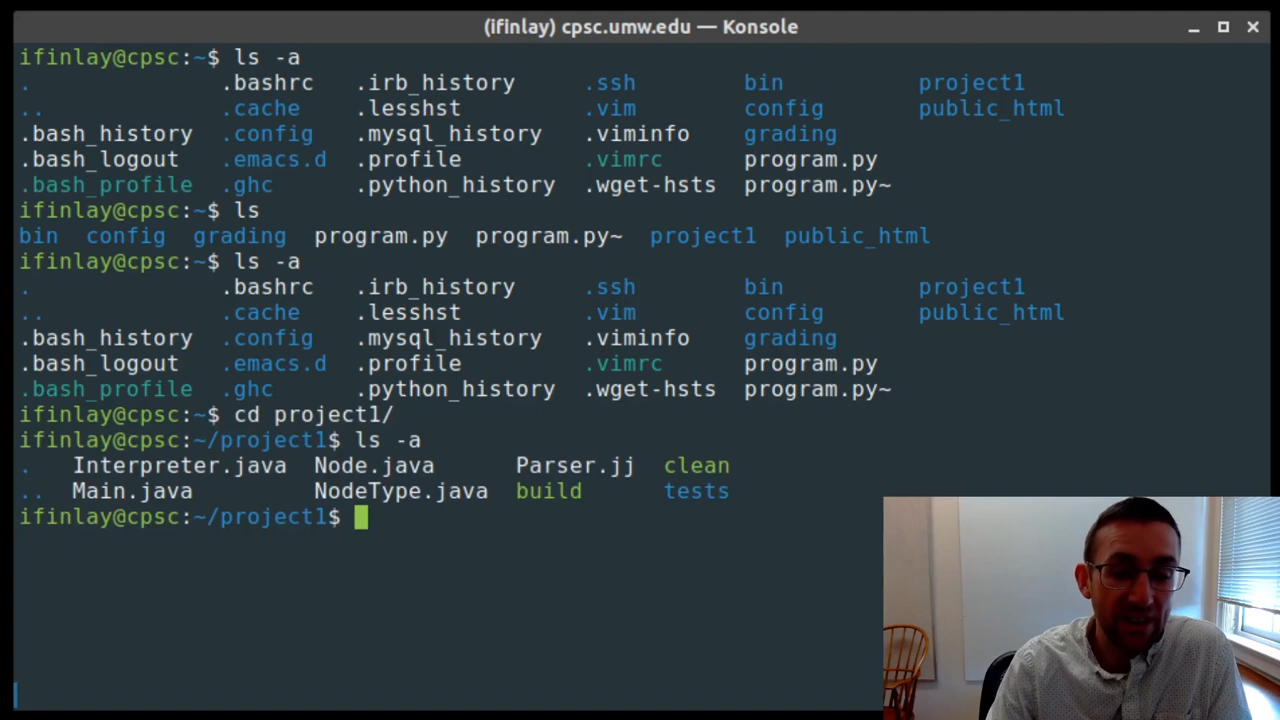 (ifinlay) cpsc.umw.edu — Konsole
ifinlay@cpsc:~$ ls -a
. .bashrc .irb_history .ssh bin project1
.. .cache .lesshst .vim config public_html
.bash_history .config .mysql_history .viminfo grading
.bash_logout .emacs.d .profile .vimrc program.py
.bash_profile .ghc .python_history .wget-hsts program.py~
ifinlay@cpsc:~$ ls
bin config grading program.py program.py~ project1 public_html
ifinlay@cpsc:~$ ls -a
. .bashrc .irb_history .ssh bin project1
.. .cache .lesshst .vim config public_html
.bash_history .config .mysql_history .viminfo grading
.bash_logout .emacs.d .profile .vimrc program.py
.bash_profile .ghc .python_history .wget-hsts program.py~
ifinlay@cpsc:~$ cd project1/
ifinlay@cpsc:~/project1$ ls -a
. Interpreter.java Node.java Parser.jj clean
.. Main.java NodeType.java build tests
ifinlay@cpsc:~/project1$